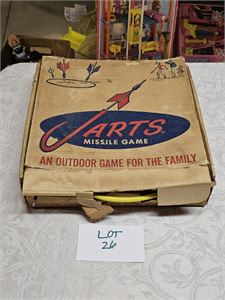 JARTS
MISSILE GAME
AN OUTDOOR GAME FOR THE FAMILY
LOT
26